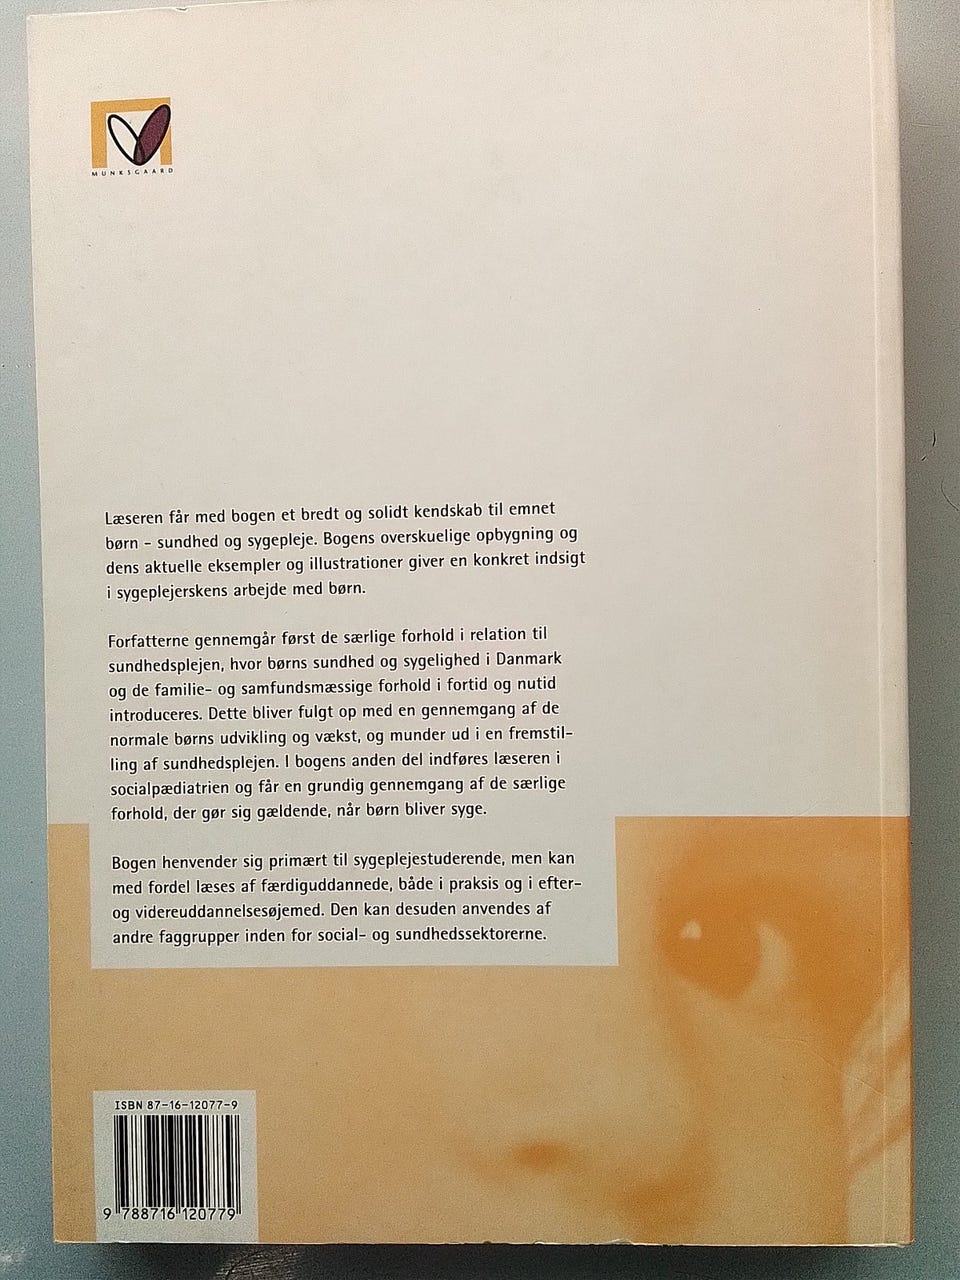 MUNKSGAARD
Læseren får med bogen et bredt og solidt kendskab til emnet
børn - sundhed og sygepleje. Bogens overskuelige opbygning og
dens aktuelle eksempler og illustrationer giver en konkret indsigt
i sygeplejerskens arbejde med børn.
Forfatterne gennemgår først de særlige forhold i relation til
sundhedsplejen, hvor børns sundhed og sygelighed i Danmark
og de familie- og samfundsmæssige forhold i fortid og nutid
introduceres. Dette bliver fulgt op med en gennemgang af de
normale børns udvikling og vækst, og munder ud i en fremstil-
ling af sundhedsplejen. I bogens anden del indføres læseren i
socialpædiatrien og får en grundig gennemgang af de særlige
forhold, der gør sig gældende, når børn bliver syge.
Bogen henvender sig primært til sygeplejestuderende, men kan
med fordel læses af færdiguddannede, både i praksis og i efter-
og videreuddannelsesøjemed. Den kan desuden anvendes af
andre faggrupper inden for social- og sundhedssektorerne.
ISBN 87-16-12077-9
9 788716 120779